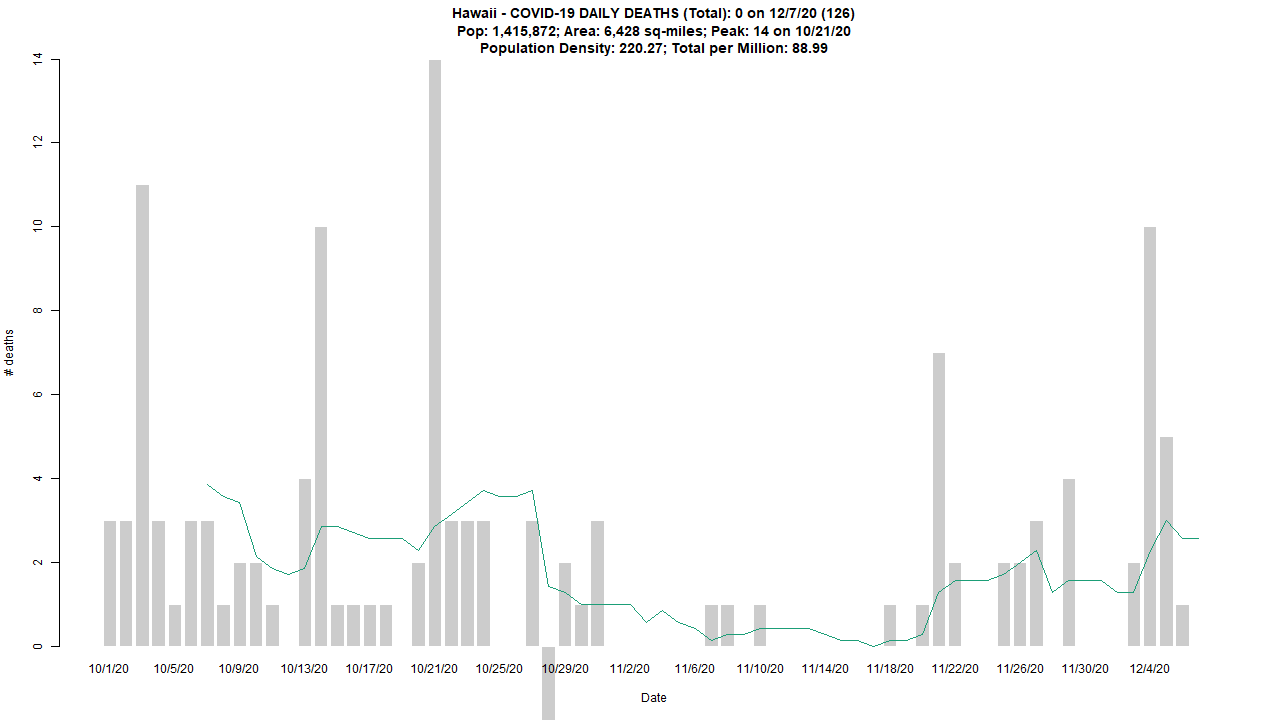 Hawaii - COVID-19 DAILY DEATHS (Total): 0 on 12/7/20 (126)
Pop: 1,415,872; Area: 6,428 sq-miles; Peak: 14 on 10/21/20
Population Density: 220.27; Total per Million: 88.99
14
12
10
8
6
4
2
0
# deaths
10/1/20 10/5/20 10/9/20 10/13/20 10/17/20 10/21/20 10/25/20 10/29/20 11/2/20 11/6/20 11/10/20 11/14/20 11/18/20 11/22/20 11/26/20 11/30/20 12/4/20
Date